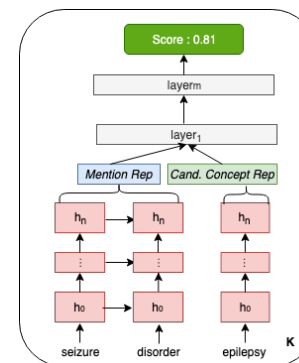 Score : 0.81
layerm
layer1
Mention Rep Cand. Concept Rep
hn hn hn
⋮ ⋮ ⋮
h0 h0 h0
seizure disorder epilepsy
K